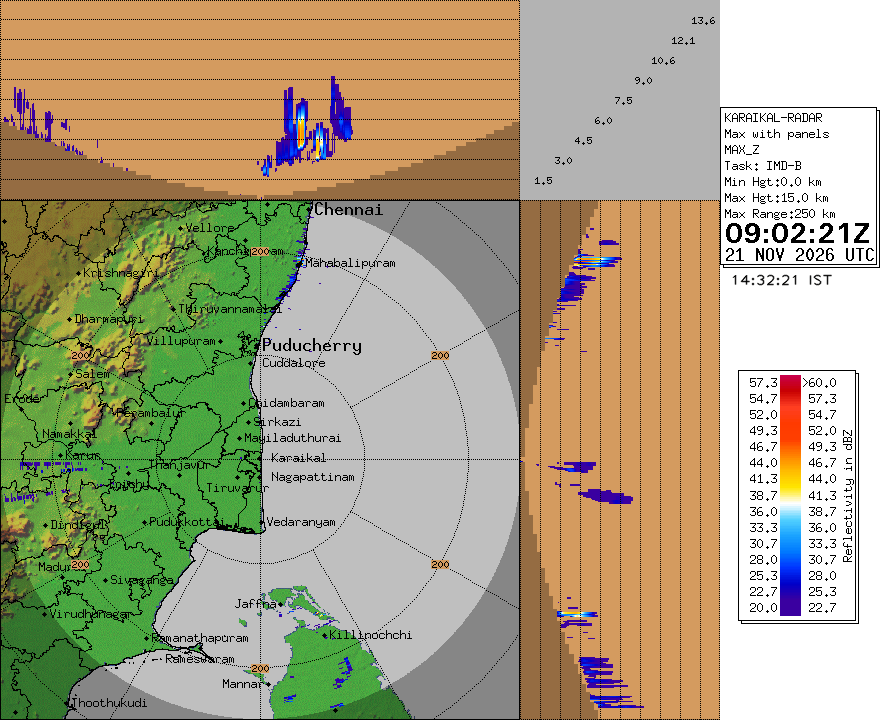 13.6
12.1
10.6
9.0
7.5
6.0
4.5
3.0
1.5
KARAIKAL-RADAR
Max with panels
MAX_Z
Task: IMD-B
Min Hgt:0.0 km
Max Hgt:15.0 km
Max Range:250 km
09:02:21Z
21 NOV 2026 UTC
14:32:21 IST
Chennai
Vellore
200
Mahabalipuram
Krishnagiri
Thiruvannamalai
Dharmapuri
Villupuram
Puducherry
200
200
Cuddalore
Salem
Erode
Chidambaram
Perambalur
Sirkazi
Namakkal
Mayiladuthurai
Karur
Thanjavur
Karaikal
Nagapattinam
Tiruvarur
Pudukkottai
Vedaranyam
Dindigul
200
200
Sivaganga
Jaffna
Virudhunagar
Killinochchi
Ramanathapuram
Rameswaram
200
Mannar
Thoothukudi
57.3 >60.0
54.7 57.3
52.0 54.7
49.3 52.0
46.7 49.3
44.0 46.7
41.3 44.0
38.7 41.3
36.0 38.7
33.3 36.0
30.7 33.3
28.0 30.7
25.3 28.0
22.7 25.3
20.0 22.7
Reflectivity in dBZ